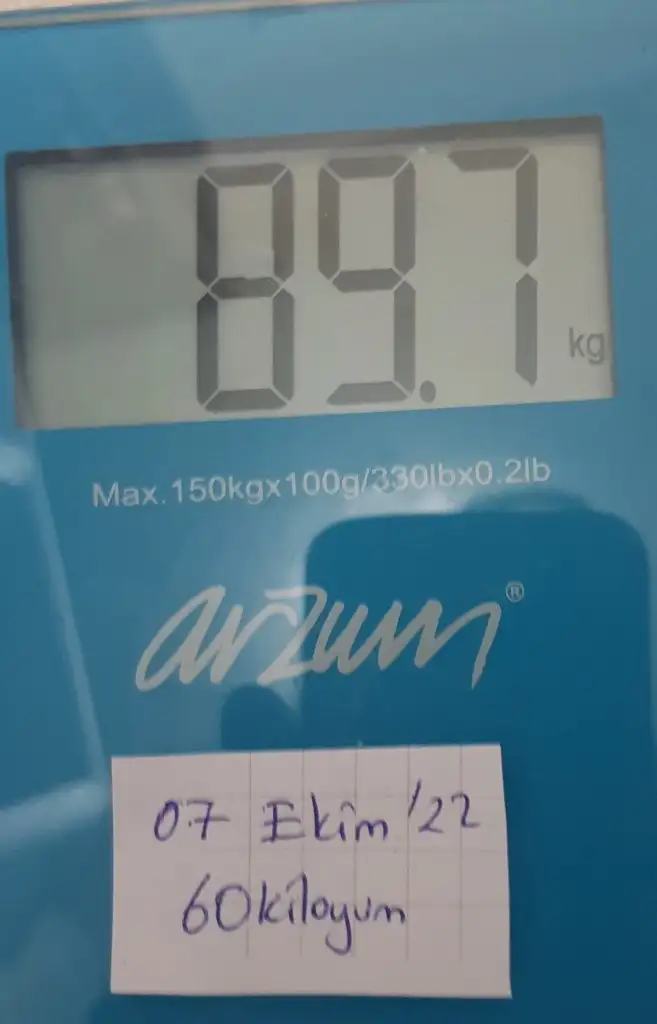 89.7 kg
Max.150kgx100g/330lbx0.2lb
arzum®
07 Ekim '22
60kiloyum